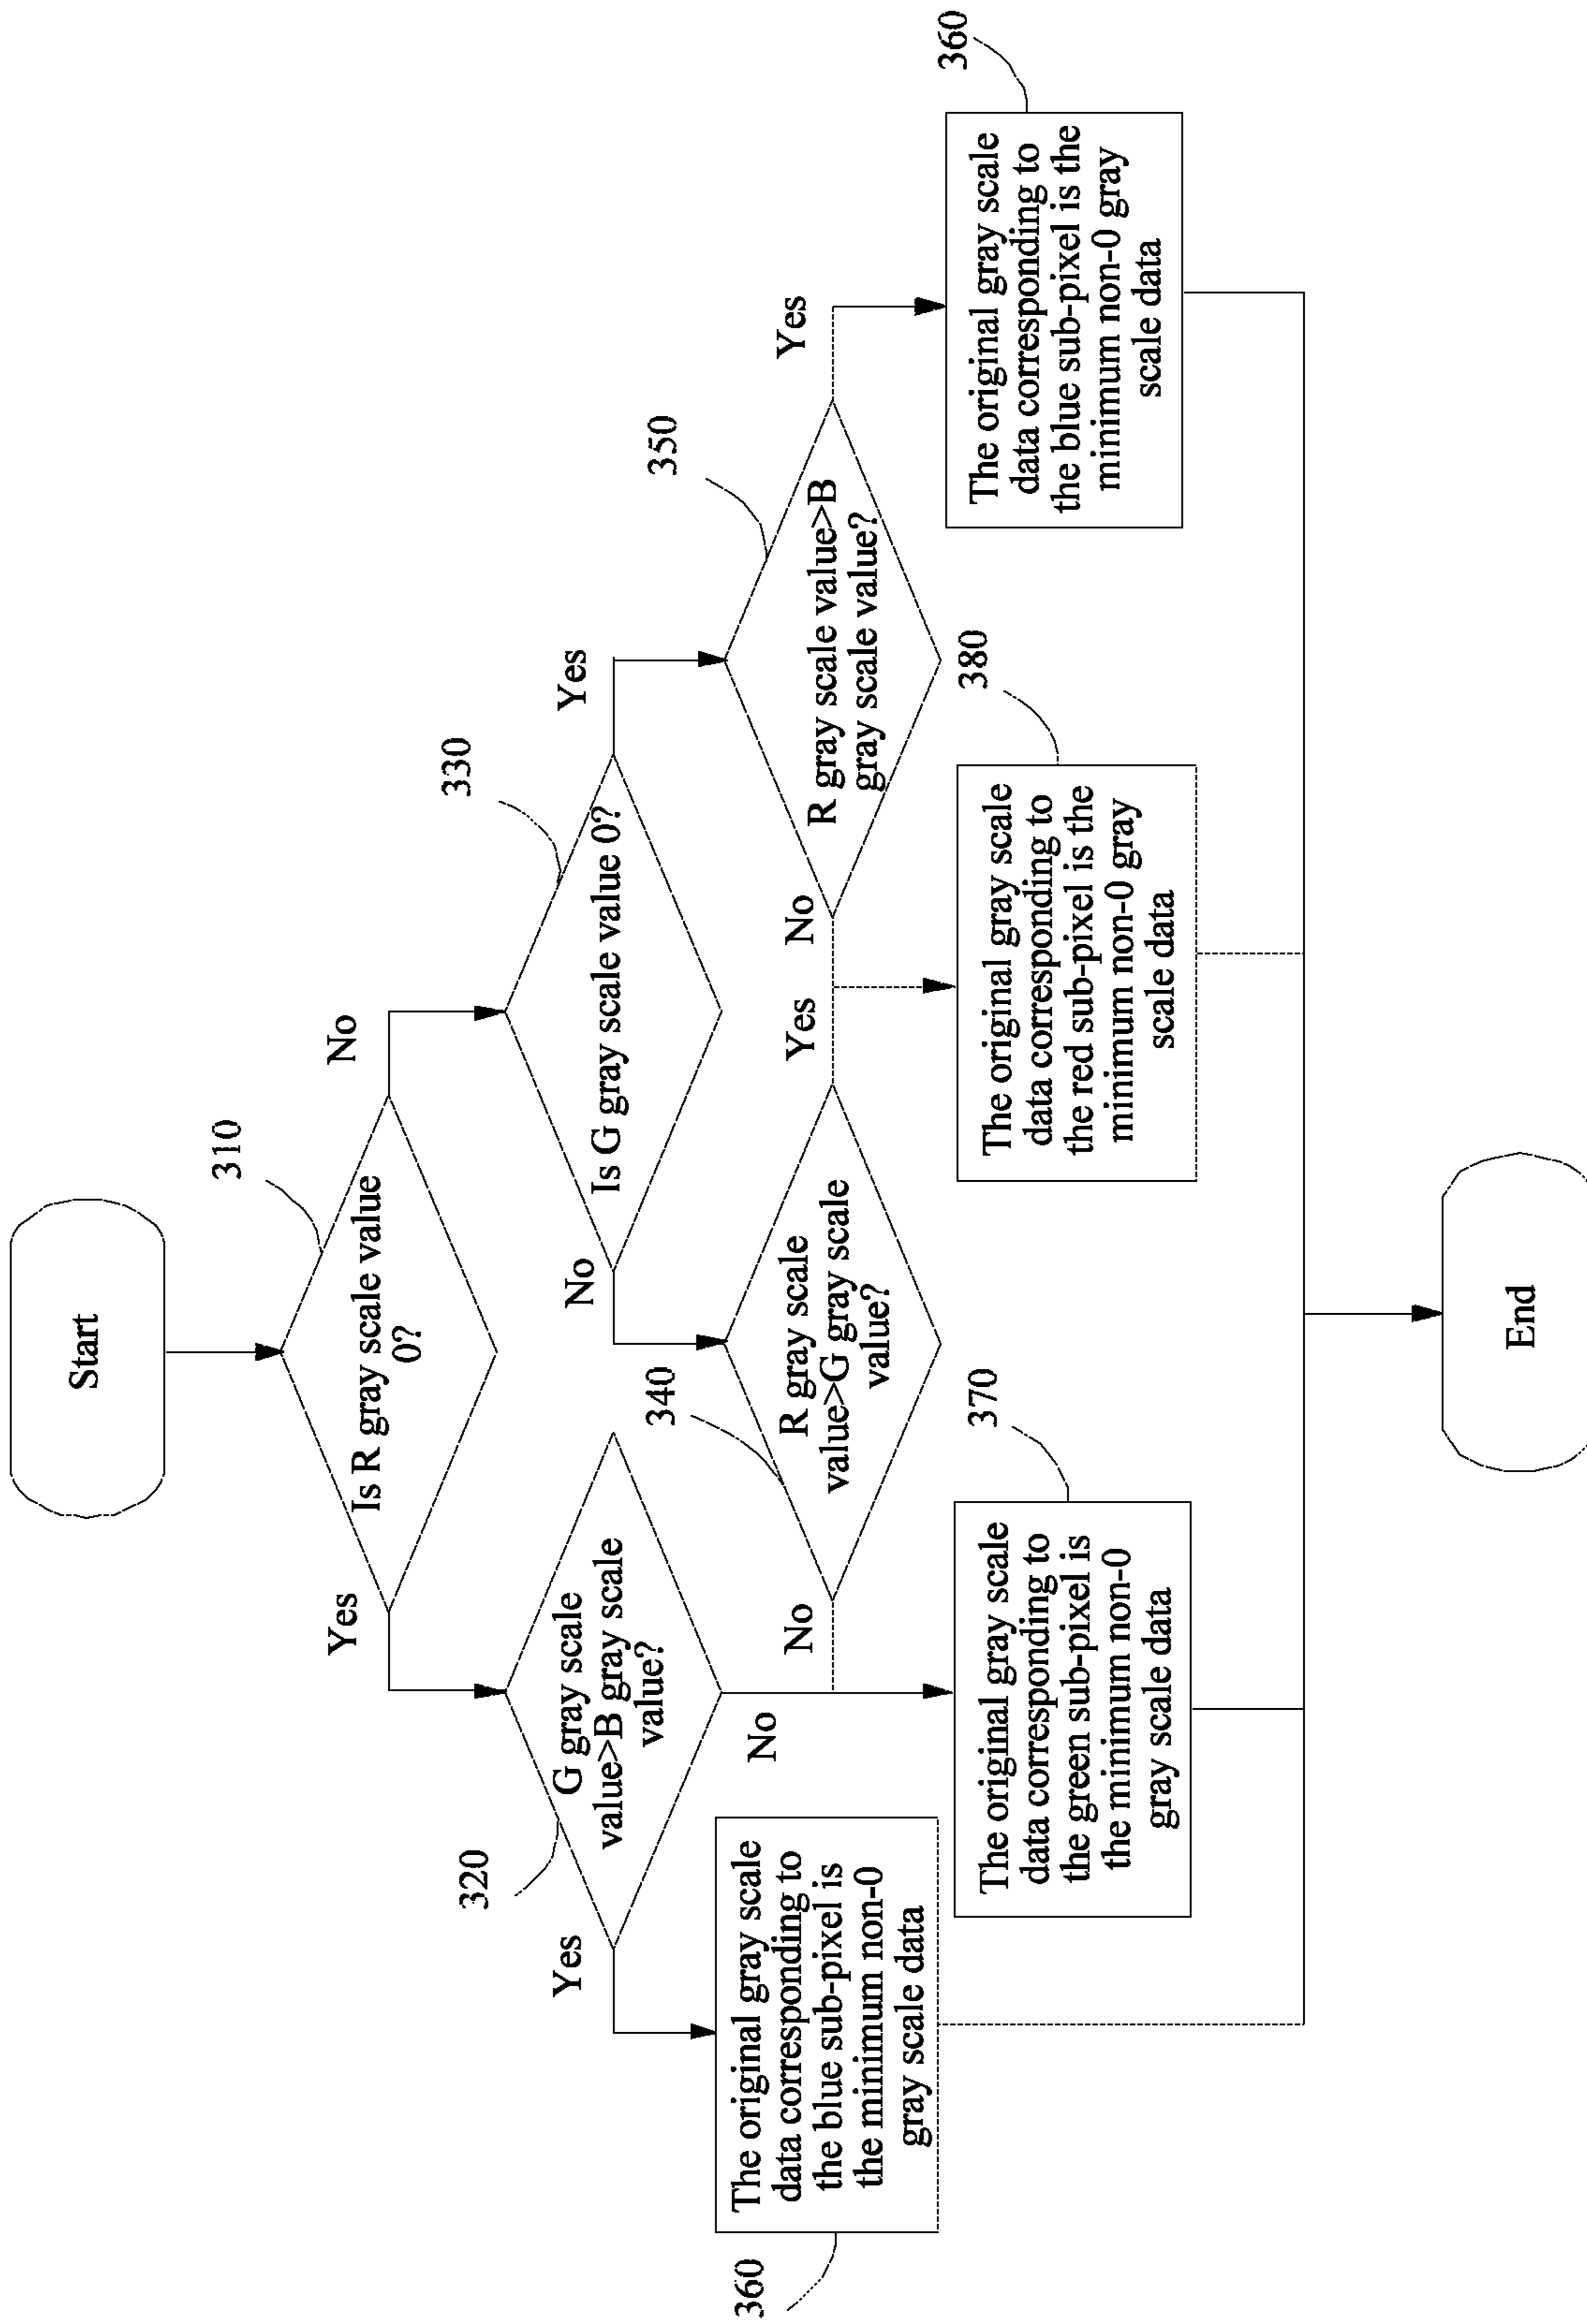 Start
310
Is R gray scale value
0?
Yes
No
320
G gray scale
value>B gray scale
value?
330
Is G gray scale value 0?
Yes
No
No
Yes
340
R gray scale
value>G gray scale
value?
350
R gray scale value>B
gray scale value?
No
Yes
No
Yes
360
The original gray scale
data corresponding to
the blue sub-pixel is
the minimum non-0
gray scale data
370
The original gray scale
data corresponding to
the green sub-pixel is
the minimum non-0
gray scale data
380
The original gray scale
data corresponding to
the red sub-pixel is the
minimum non-0 gray
scale data
360
The original gray scale
data corresponding to
the blue sub-pixel is the
minimum non-0 gray
scale data
End